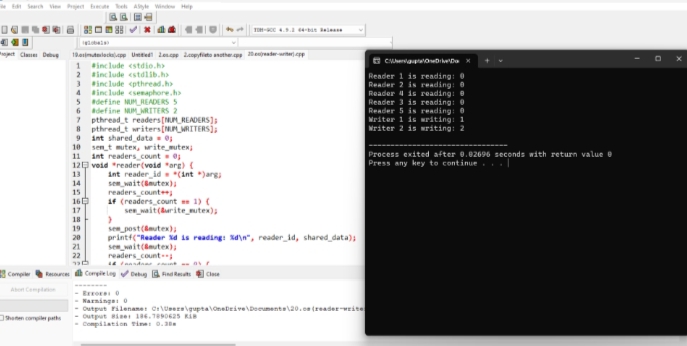 File Edit Search View Project Execute Tools AStyle Window Help
TDM-GCC 4.9.2 64-bit Release
(globals)
Project Classes Debug
19.os(mutexlocks).cpp Untitled1 2.os.cpp 2.copyfileto another.cpp 20.os(reader-writer).cpp
1 #include <stdio.h>
2 #include <stdlib.h>
3 #include <pthread.h>
4 #include <semaphore.h>
5 #define NUM_READERS 5
6 #define NUM_WRITERS 2
7 pthread_t readers[NUM_READERS];
8 pthread_t writers[NUM_WRITERS];
9 int shared_data = 0;
10 sem_t mutex, write_mutex;
11 int readers_count = 0;
12 void *reader(void *arg) {
13 int reader_id = *(int *)arg;
14 sem_wait(&mutex);
15 readers_count++;
16 if (readers_count == 1) {
17 sem_wait(&write_mutex);
18 }
19 sem_post(&mutex);
20 printf("Reader %d is reading: %d\n", reader_id, shared_data);
21 sem_wait(&mutex);
22 readers_count--;
23 if (readers_count == 0) {
C:\Users\gupta\OneDrive\Do
Reader 1 is reading: 0
Reader 2 is reading: 0
Reader 4 is reading: 0
Reader 3 is reading: 0
Reader 5 is reading: 0
Writer 1 is writing: 1
Writer 2 is writing: 2
--------------------------------
Process exited after 0.02696 seconds with return value 0
Press any key to continue . . .
Compiler Resources Compile Log Debug Find Results Close
Abort Compilation
Shorten compiler paths
--------
- Errors: 0
- Warnings: 0
- Output Filename: C:\Users\gupta\OneDrive\Documents\20.os(reader-write
- Output Size: 186.7890625 KiB
- Compilation Time: 0.38s